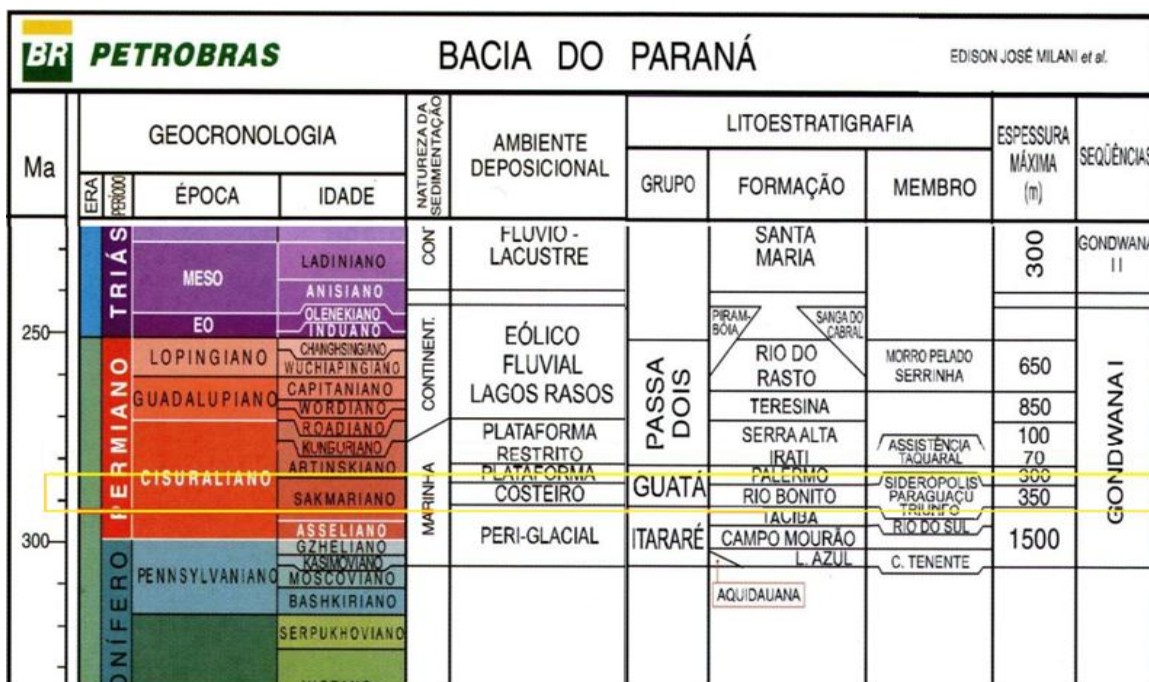 BR PETROBRAS
BACIA DO PARANÁ
EDISON JOSÉ MILANI et al.
Ma
GEOCRONOLOGIA
ERA
PERÍODO
ÉPOCA
IDADE
NATUREZA DA
SEDIMENTAÇÃO
AMBIENTE
DEPOSICIONAL
LITOESTRATIGRAFIA
GRUPO
FORMAÇÃO
MEMBRO
ESPESSURA
MÁXIMA
(m)
SEQÜÊNCIAS
250
300
TRIÁS
PERMIANO
ONÍFERO
MESO
EO
LOPINGIANO
GUADALUPIANO
CISURALIANO
PENNSYLVANIANO
LADINIANO
ANISIANO
OLENEKIANO
INDUANO
CHANGHSINGIANO
WUCHIAPINGIANO
CAPITANIANO
WORDIANO
ROADIANO
KUNGURIANO
ARTINSKIANO
SAKMARIANO
ASSELIANO
GZHELIANO
KASIMOVIANO
MOSCOVIANO
BASHKIRIANO
SERPUKHOVIANO
CONT
CONTINENT.
MARINHA
FLÚVIO -
LACUSTRE
EÓLICO
FLUVIAL
LAGOS RASOS
PLATAFORMA
RESTRITO
PLATAFORMA
COSTEIRO
PERI-GLACIAL
PASSA
DOIS
GUATÁ
ITARARÉ
SANTA
MARIA
PIRAM-
BÓIA
SANGA DO
CABRAL
RIO DO
RASTO
TERESINA
SERRA ALTA
IRATI
PALERMO
RIO BONITO
TACIBA
CAMPO MOURÃO
L. AZUL
AQUIDAUANA
MORRO PELADO
SERRINHA
ASSISTÊNCIA
TAQUARAL
SIDEROPOLIS
PARAGUAÇU
TRIUNFO
RIO DO SUL
C. TENENTE
300
650
850
100
70
300
350
1500
GONDWANA
II
GONDWANA I